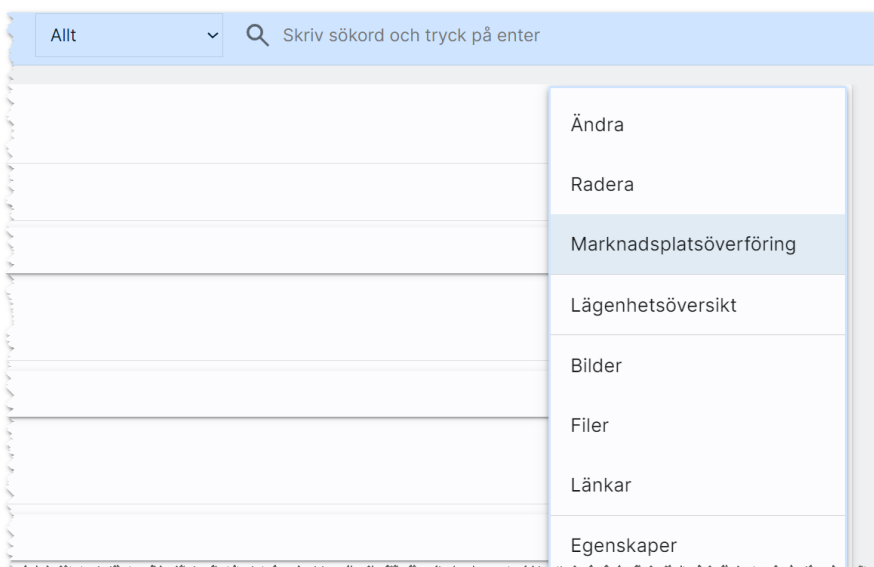 Allt
Skriv sökord och tryck på enter
Ändra
Radera
Marknadsplatsöverföring
Lägenhetsöversikt
Bilder
Filer
Länkar
Egenskaper